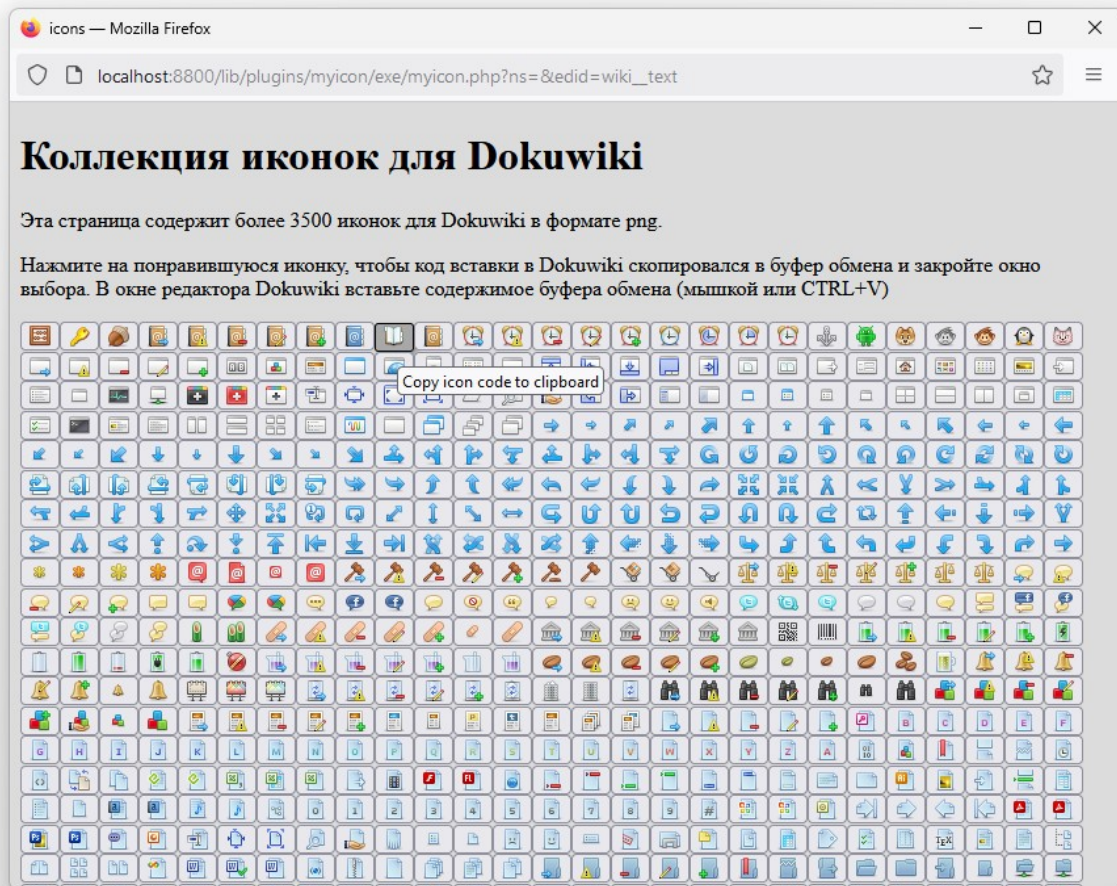 icons — Mozilla Firefox
localhost:8800/lib/plugins/myicon/exe/myicon.php?ns=&edid=wiki__text
Коллекция иконок для Dokuwiki
Эта страница содержит более 3500 иконок для Dokuwiki в формате png.
Нажмите на понравившуюся иконку, чтобы код вставки в Dokuwiki скопировался в буфер обмена и закройте окно
выбора. В окне редактора Dokuwiki вставьте содержимое буфера обмена (мышкой или CTRL+V)
Copy icon code to clipboard